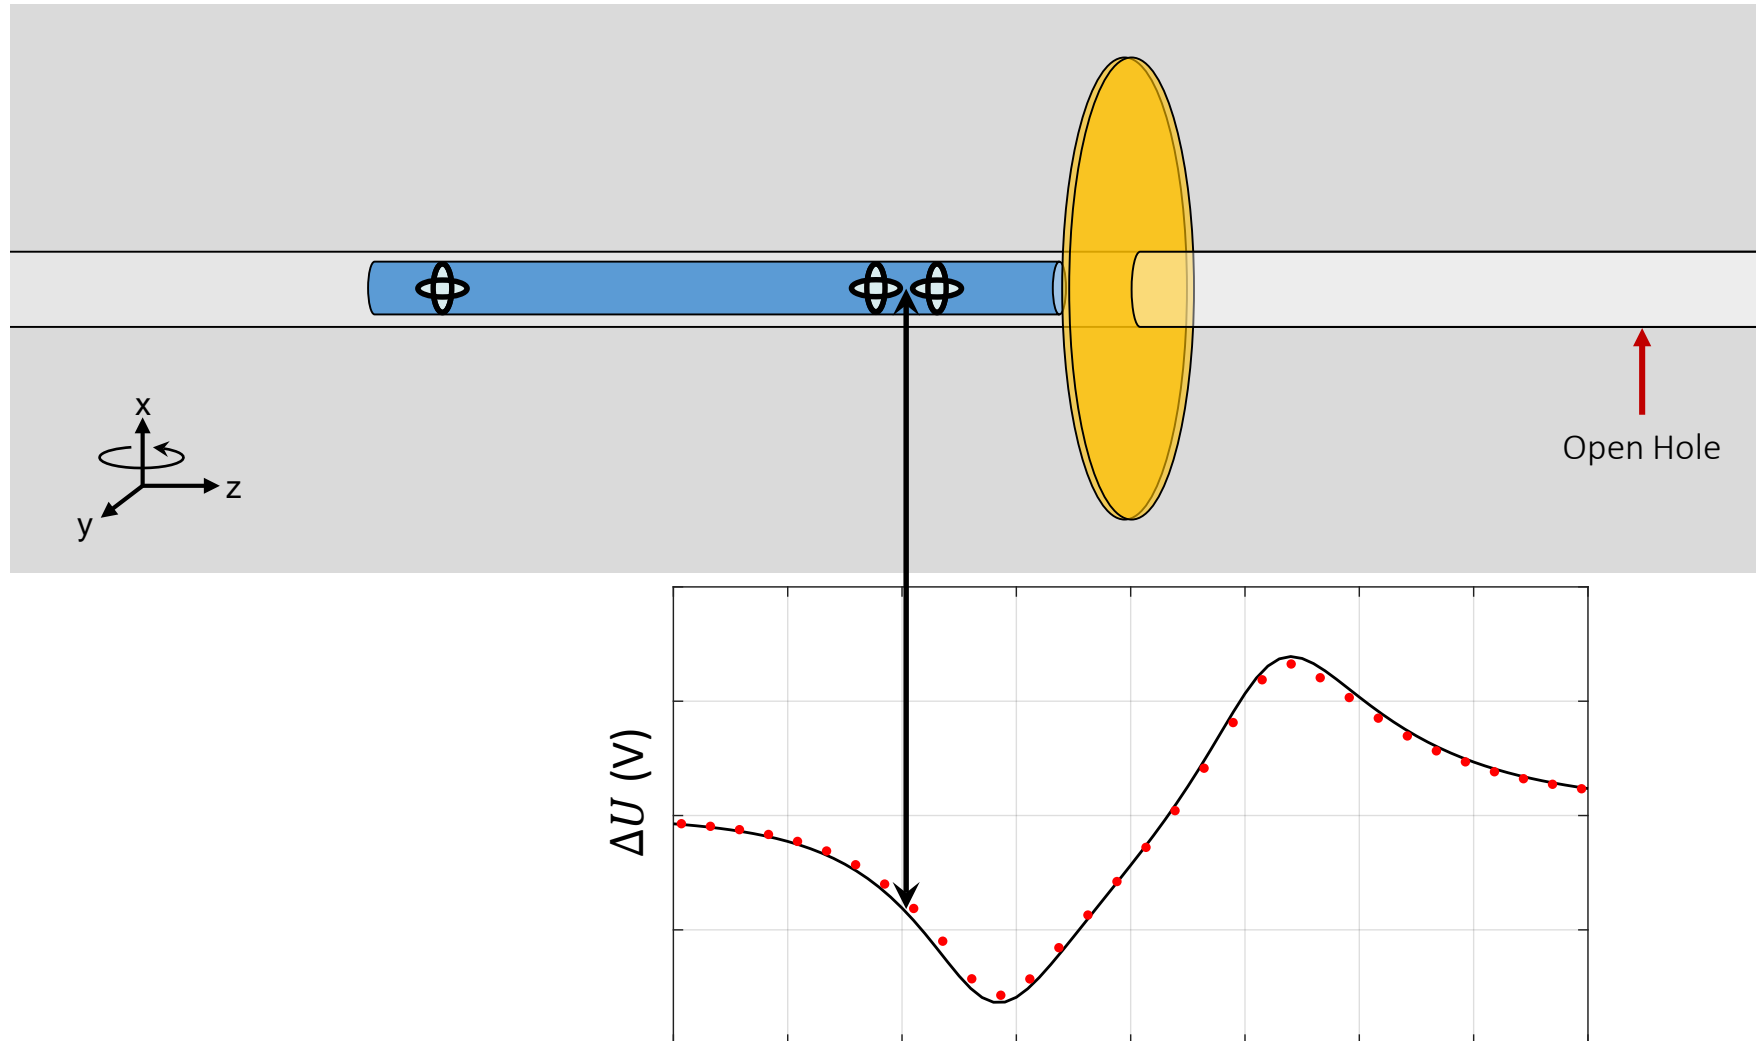 x
z
y
Open Hole
ΔU (V)